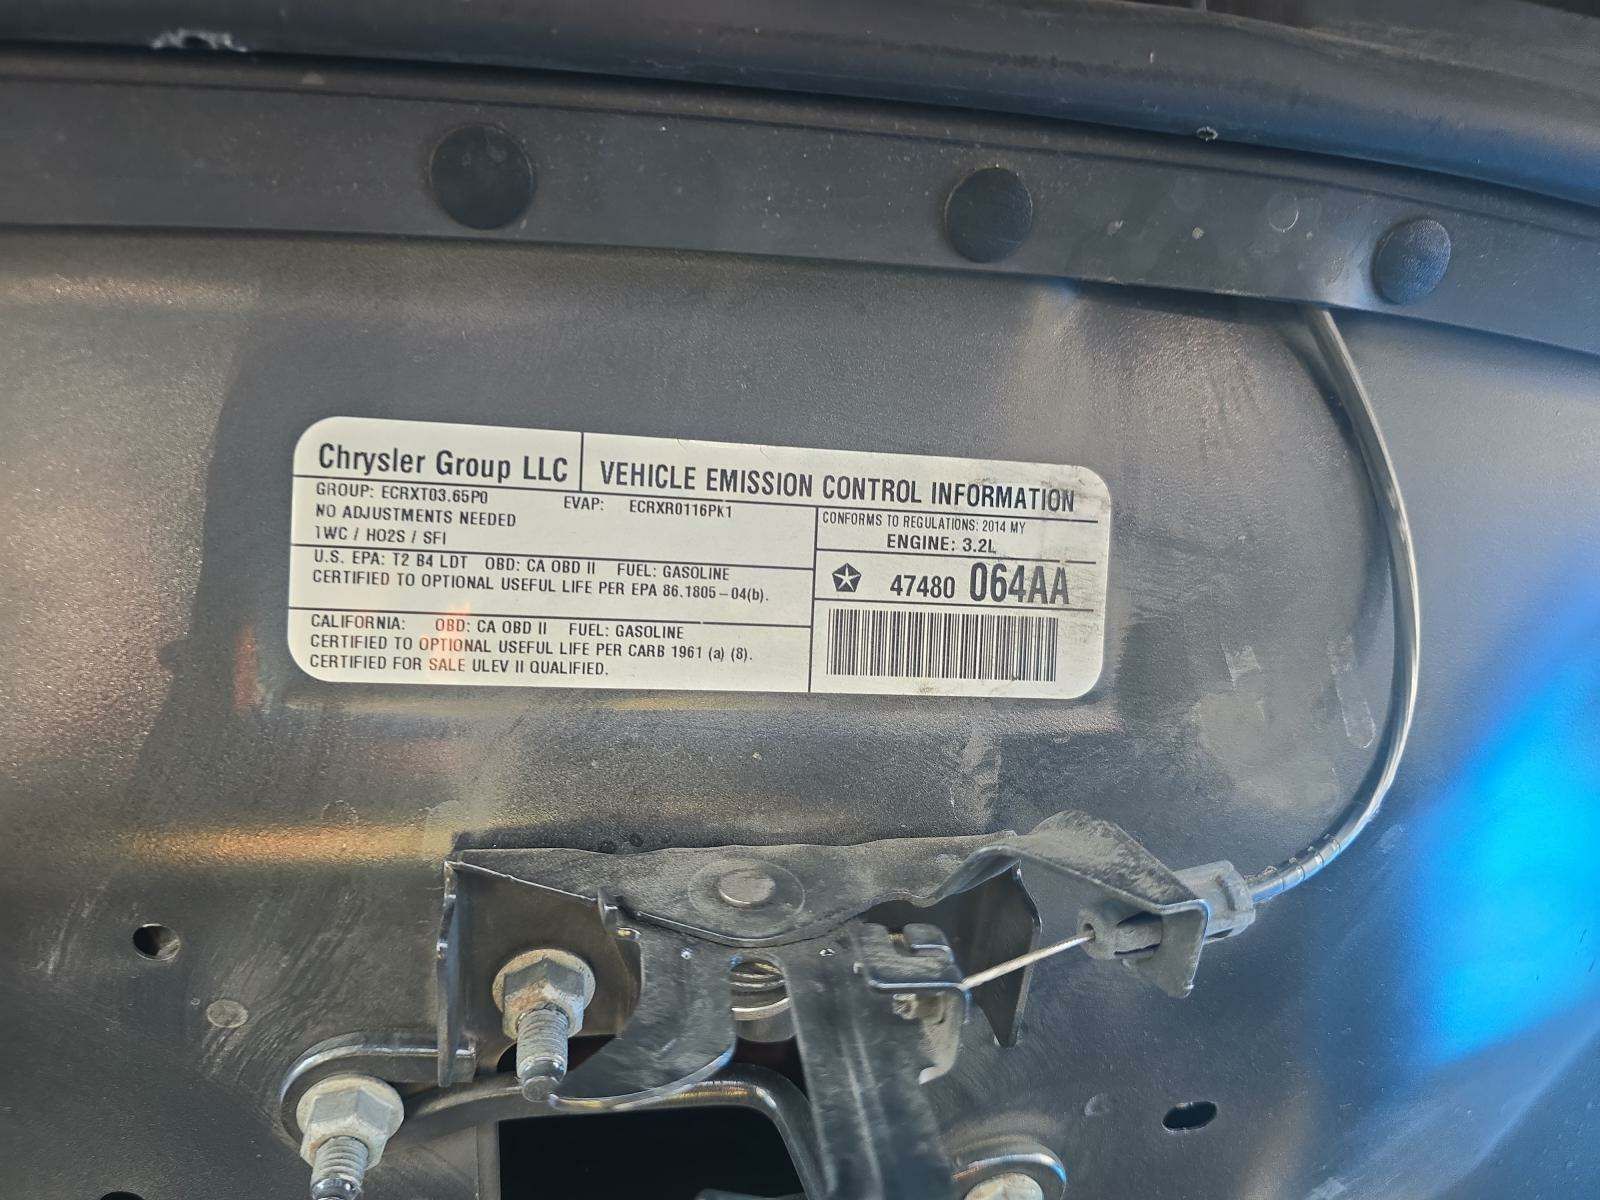 Chrysler Group LLC
VEHICLE EMISSION CONTROL INFORMATION
GROUP: ECRXT03.65P0 EVAP: ECRXR0116PK1
NO ADJUSTMENTS NEEDED
1WC / HO2S / SFI
CONFORMS TO REGULATIONS: 2014 MY
ENGINE: 3.2L
U.S. EPA: T2 B4 LDT OBD: CA OBD II FUEL: GASOLINE
CERTIFIED TO OPTIONAL USEFUL LIFE PER EPA 86.1805-04(b).
47480 064AA
CALIFORNIA: OBD: CA OBD II FUEL: GASOLINE
CERTIFIED TO OPTIONAL USEFUL LIFE PER CARB 1961 (a) (8).
CERTIFIED FOR SALE ULEV II QUALIFIED.